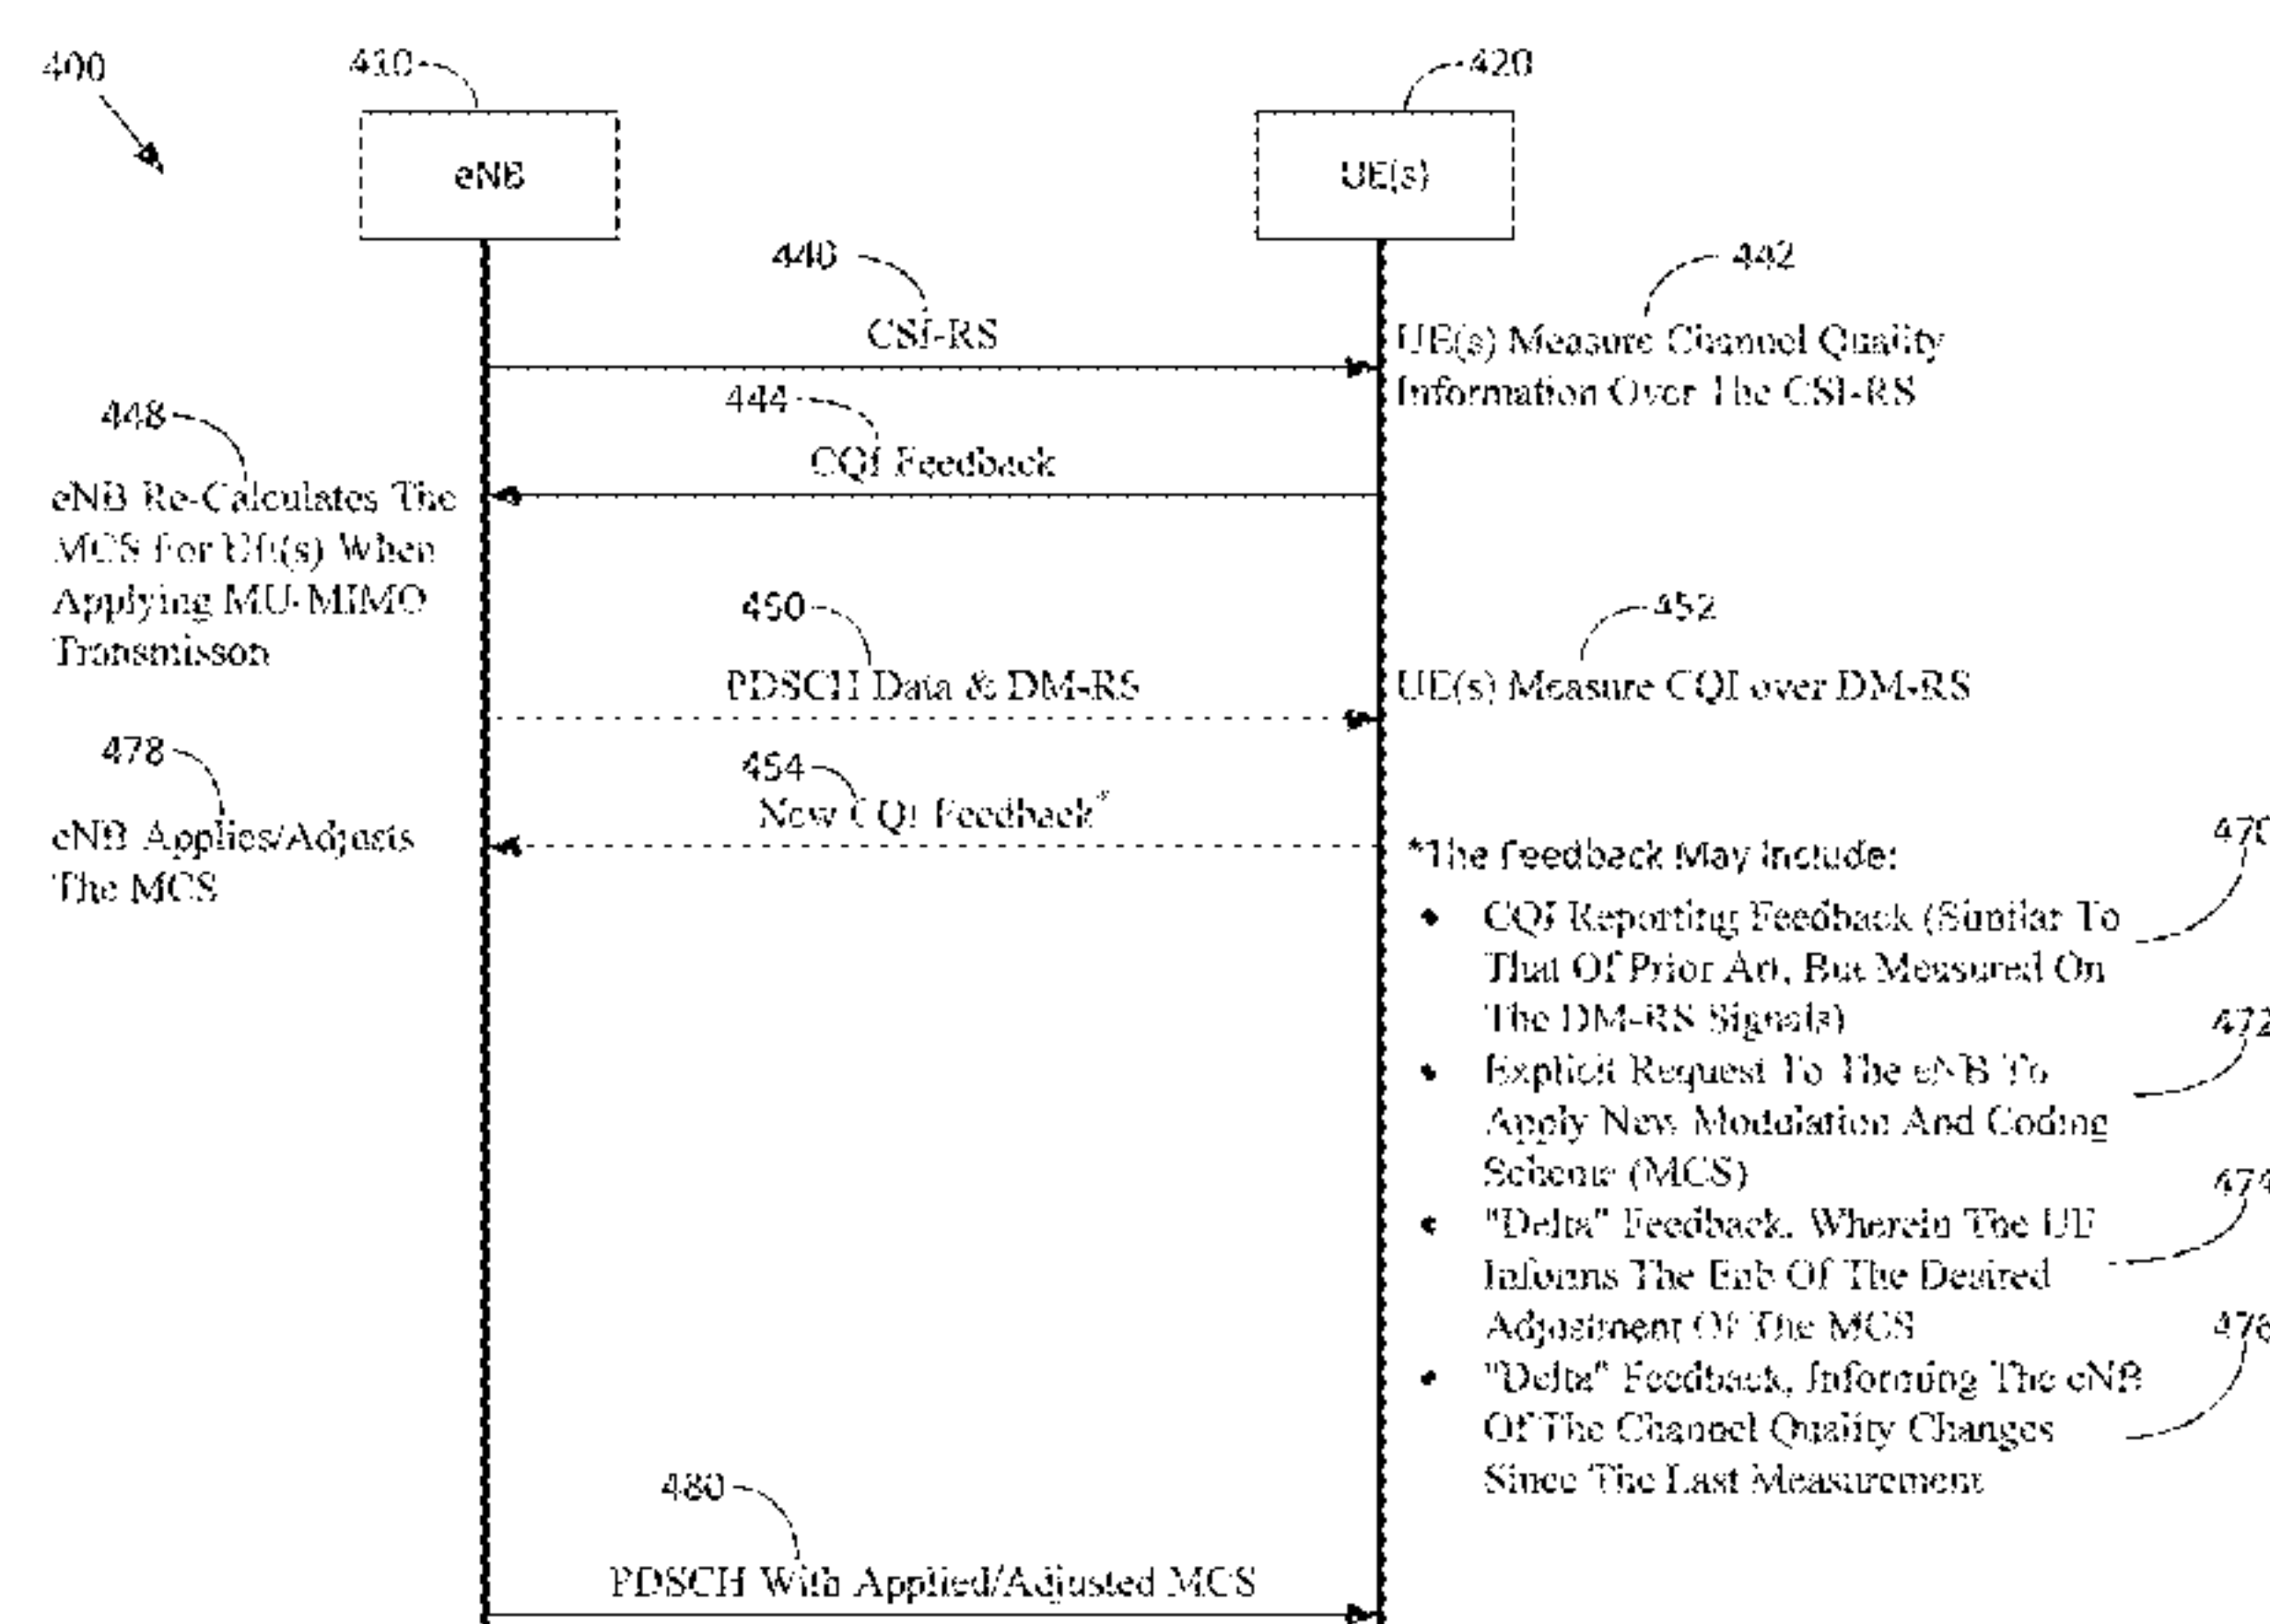 400
410
420
eNB
UE(s)
440
442
CSI-RS
UE(s) Measure Channel Quality
Information Over The CSI-RS
444
448
CQI Feedback
eNB Re-Calculates The
MCS For UE(s) When
Applying MU-MIMO
Transmisson
450
452
PDSCH Data & DM-RS
UE(s) Measure CQI over DM-RS
478
454
New CQI Feedback*
eNB Applies/Adjusts
The MCS
*The Feedback May Include:
470
• CQI Reporting Feedback (Similar To
That Of Prior Art, But Measured On
The DM-RS Signals)
472
• Explicit Request To The eNB To
Apply New Modulation And Coding
Scheme (MCS)
474
• "Delta" Feedback, Wherein The UE
Informs The Enb Of The Desired
Adjustment Of The MCS
476
• "Delta" Feedback, Informing The eNB
Of The Channel Quality Changes
Since The Last Measurement
480
PDSCH With Applied/Adjusted MCS